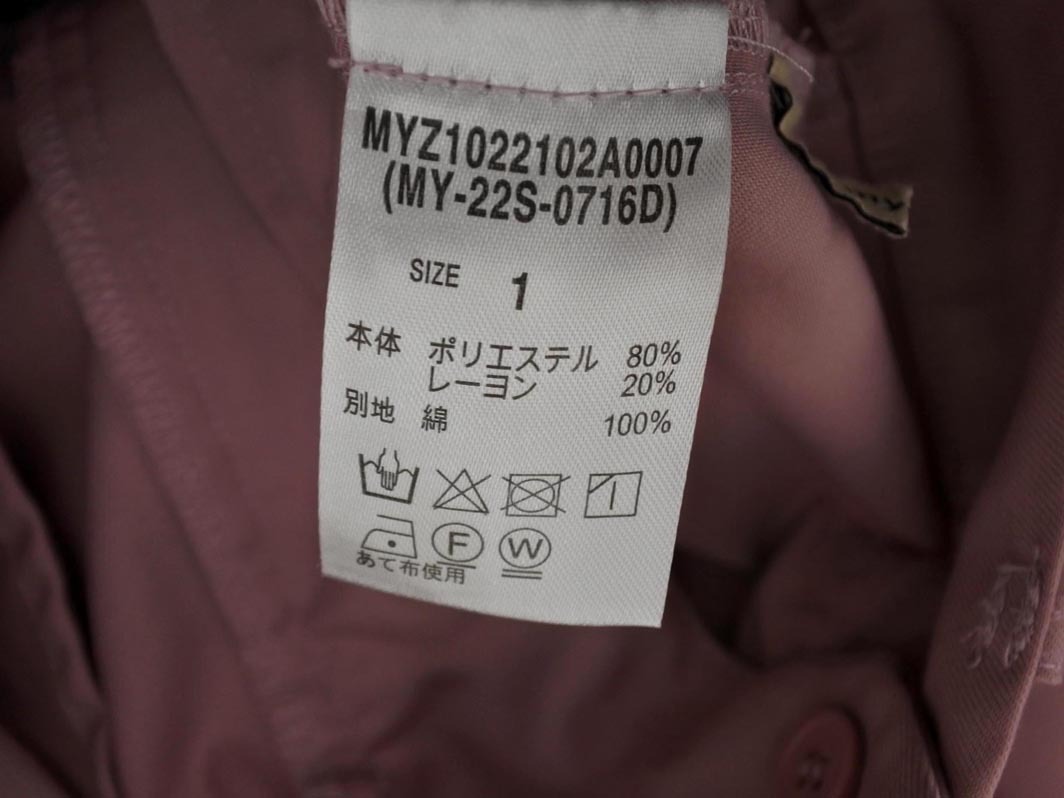 MYZ1022102A0007
(MY-22S-0716D)
SIZE 1
本体 ポリエステル 80%
レーヨン 20%
別地 綿 100%
F W
あて布使用